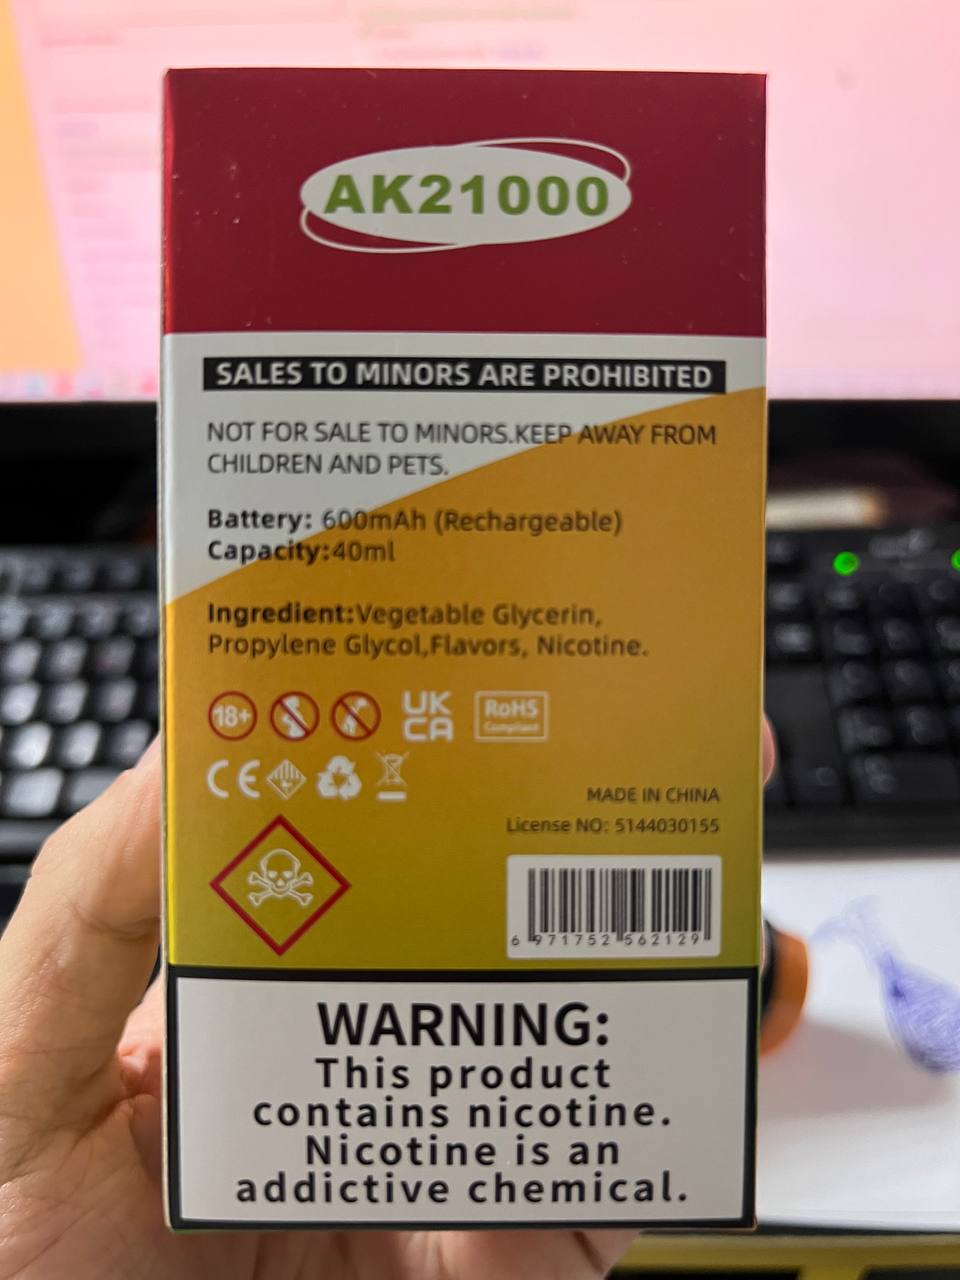 AK21000
SALES TO MINORS ARE PROHIBITED
NOT FOR SALE TO MINORS.KEEP AWAY FROM
CHILDREN AND PETS.
Battery: 600mAh (Rechargeable)
Capacity:40ml
Ingredient:Vegetable Glycerin,
Propylene Glycol,Flavors, Nicotine.
18+
UK
CA
RoHS
Compliant
CE
MADE IN CHINA
License NO: 5144030155
6 971752 562129
WARNING:
This product
contains nicotine.
Nicotine is an
addictive chemical.